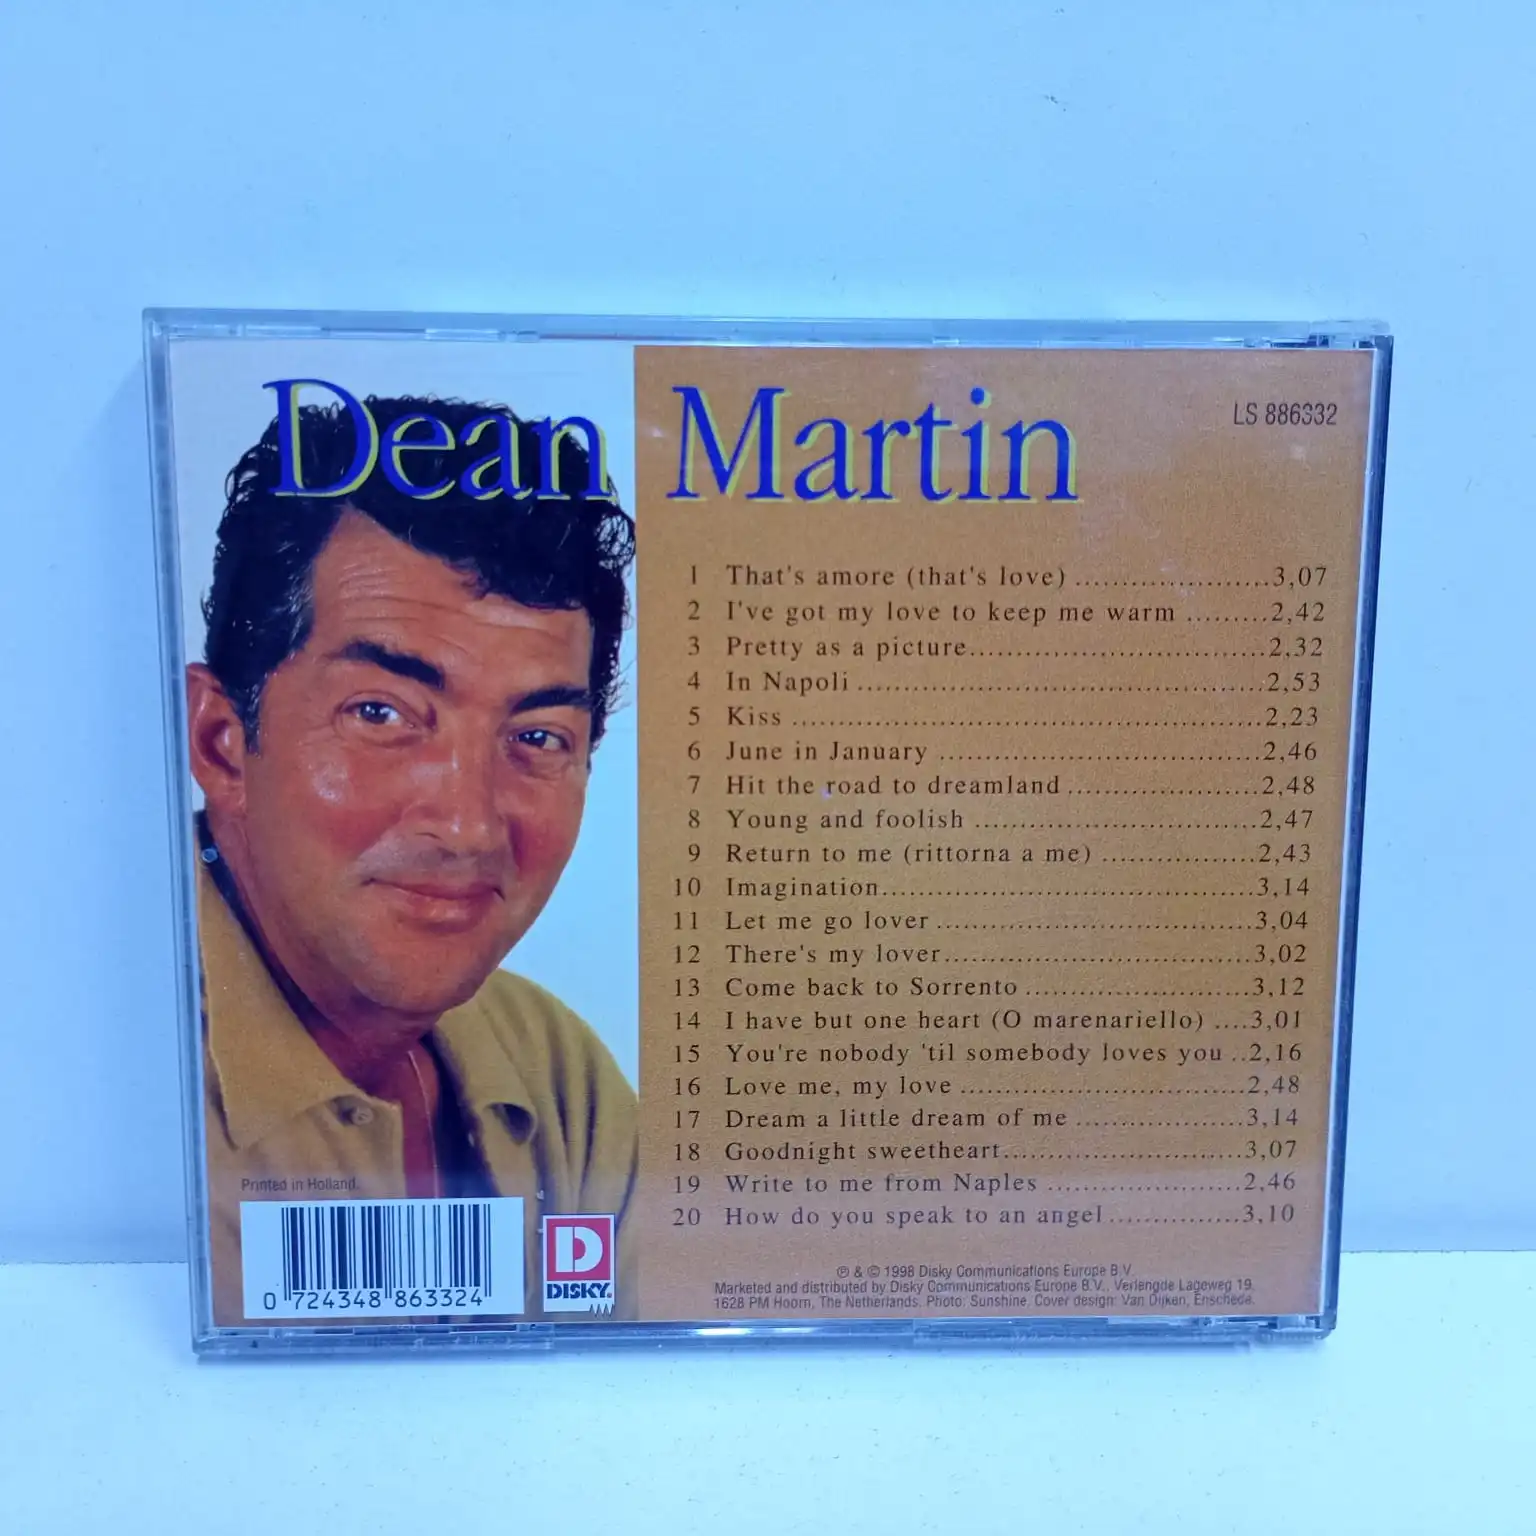 Dean Martin
LS 886332
1 That's amore (that's love) .....................3,07
2 I've got my love to keep me warm .........2,42
3 Pretty as a picture................................2,32
4 In Napoli ............................................2,53
5 Kiss ...................................................2,23
6 June in January ...................................2,46
7 Hit the road to dreamland .....................2,48
8 Young and foolish ...............................2,47
9 Return to me (rittorna a me) .................2,43
10 Imagination........................................3,14
11 Let me go lover ..................................3,04
12 There's my lover.................................3,02
13 Come back to Sorrento ........................3,12
14 I have but one heart (O marenariello) ....3,01
15 You're nobody 'til somebody loves you ..2,16
16 Love me, my love ...............................2,48
17 Dream a little dream of me ..................3,14
18 Goodnight sweetheart..........................3,07
19 Write to me from Naples .....................2,46
20 How do you speak to an angel...............3,10
Printed in Holland.
0 724348 863324
DISKY.
℗ & © 1998 Disky Communications Europe B.V.
Marketed and distributed by Disky Communications Europe B.V., Verlengde Lageweg 19,
1628 PM Hoorn, The Netherlands. Photo: Sunshine. Cover design: Van Dijken, Enschede.